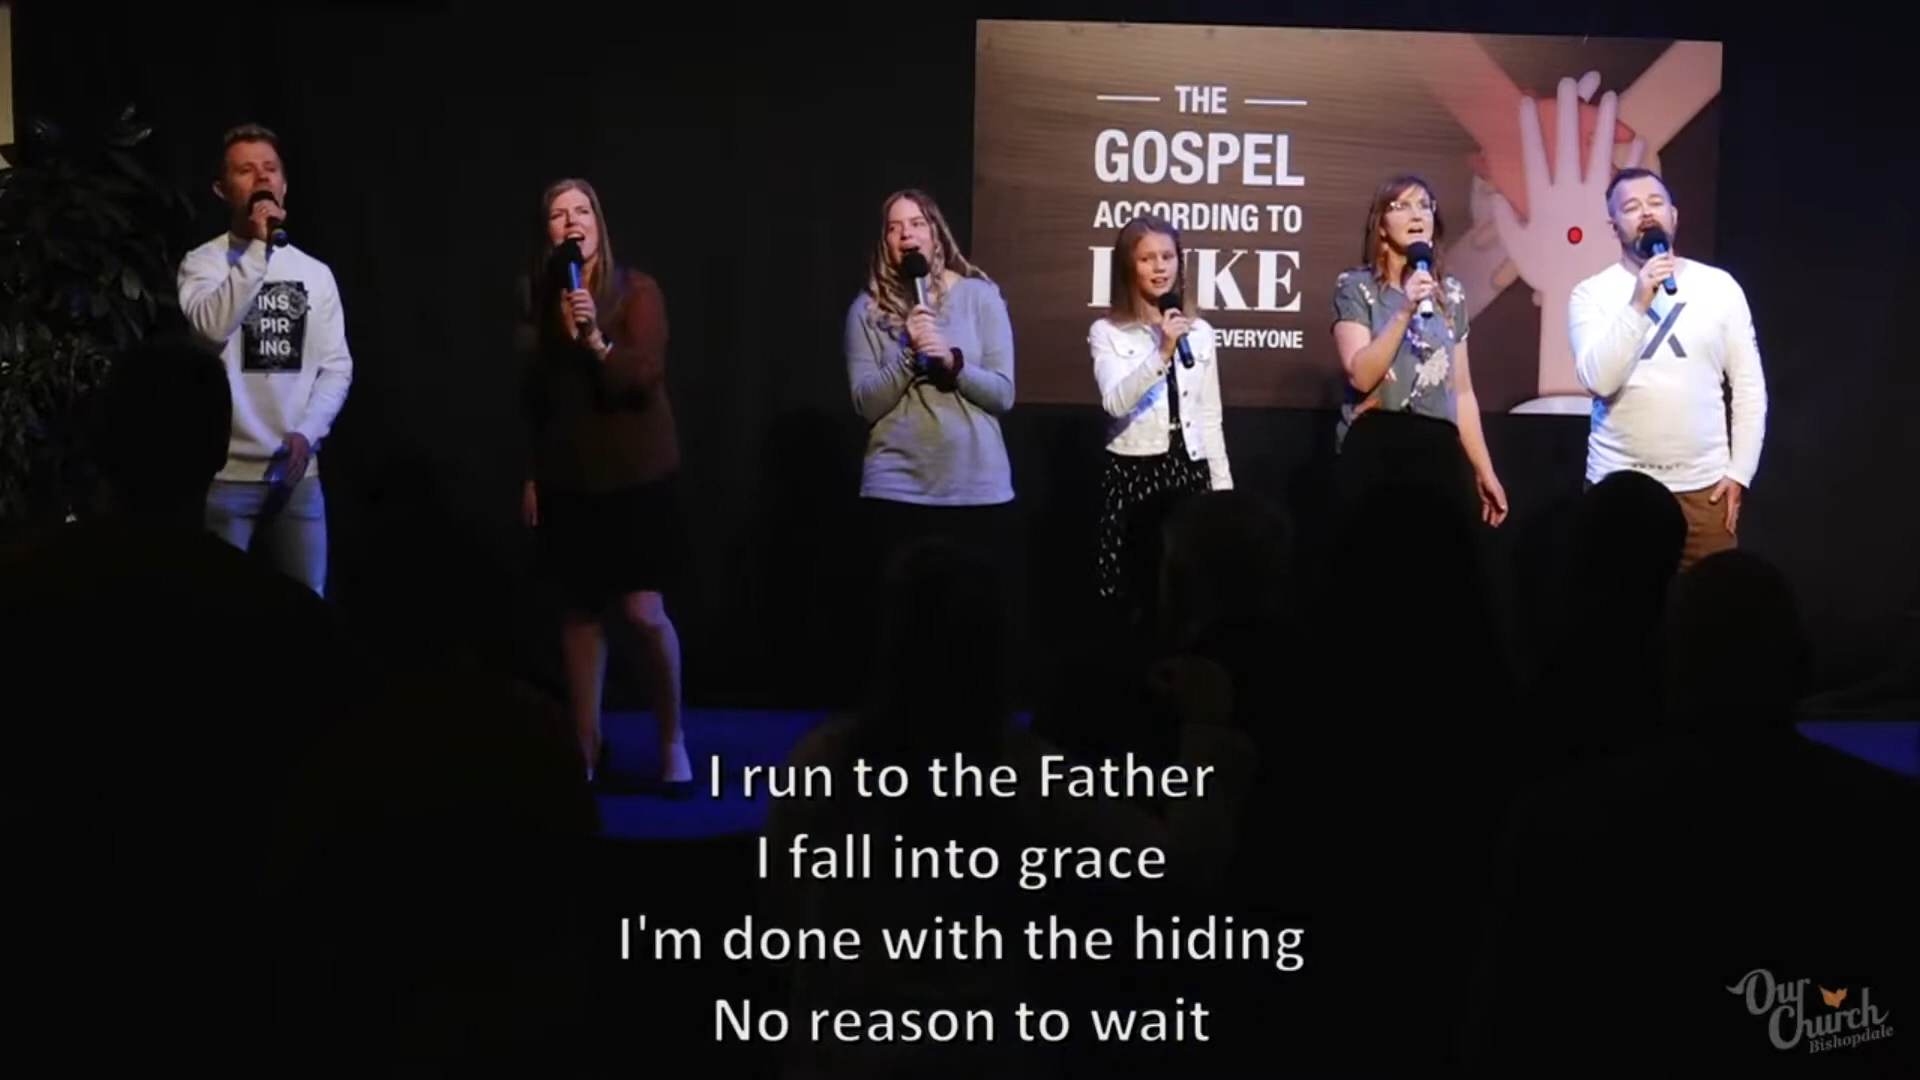 THE
GOSPEL
ACCORDING TO
KE
EVERYONE
INS
PIR
ING
X
I run to the Father
I fall into grace
I'm done with the hiding
No reason to wait
Our
Church
Bishopdale